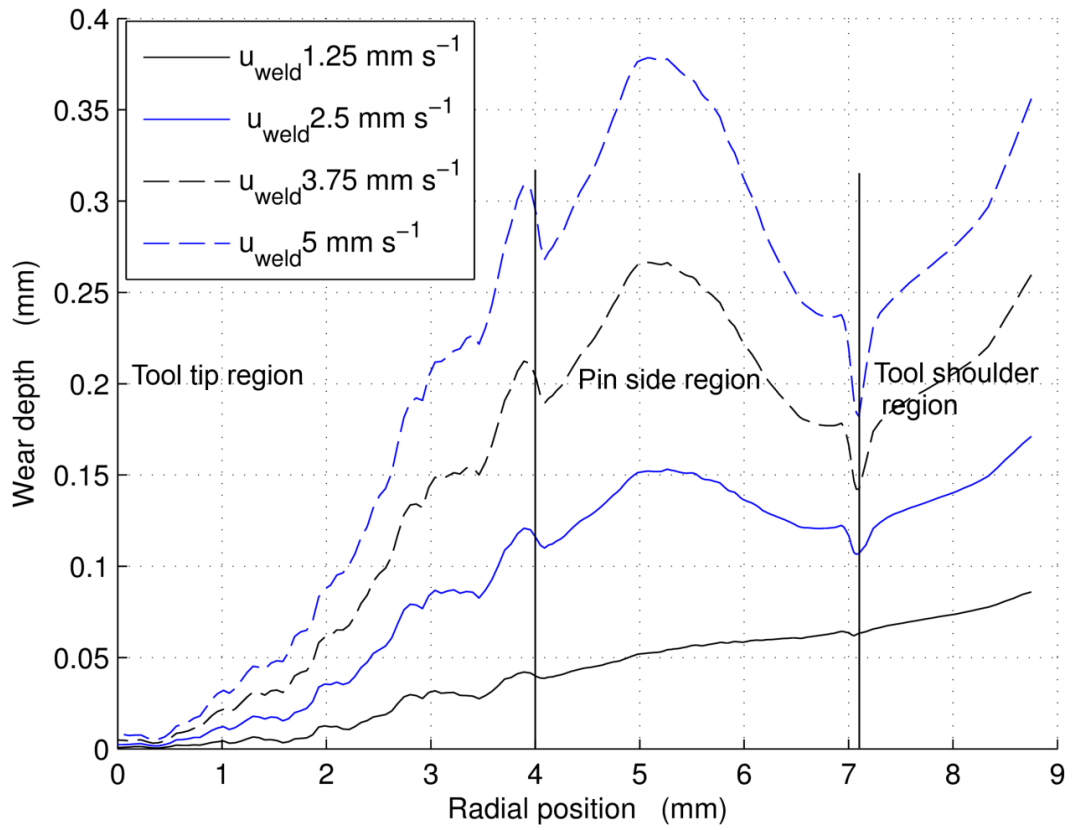 0.4
0.35
0.3
0.25
0.2
0.15
0.1
0.05
0
Wear depth (mm)
u_weld 1.25 mm s⁻¹
u_weld 2.5 mm s⁻¹
u_weld 3.75 mm s⁻¹
u_weld 5 mm s⁻¹
Tool tip region
Pin side region
Tool shoulder
region
0 1 2 3 4 5 6 7 8 9
Radial position (mm)